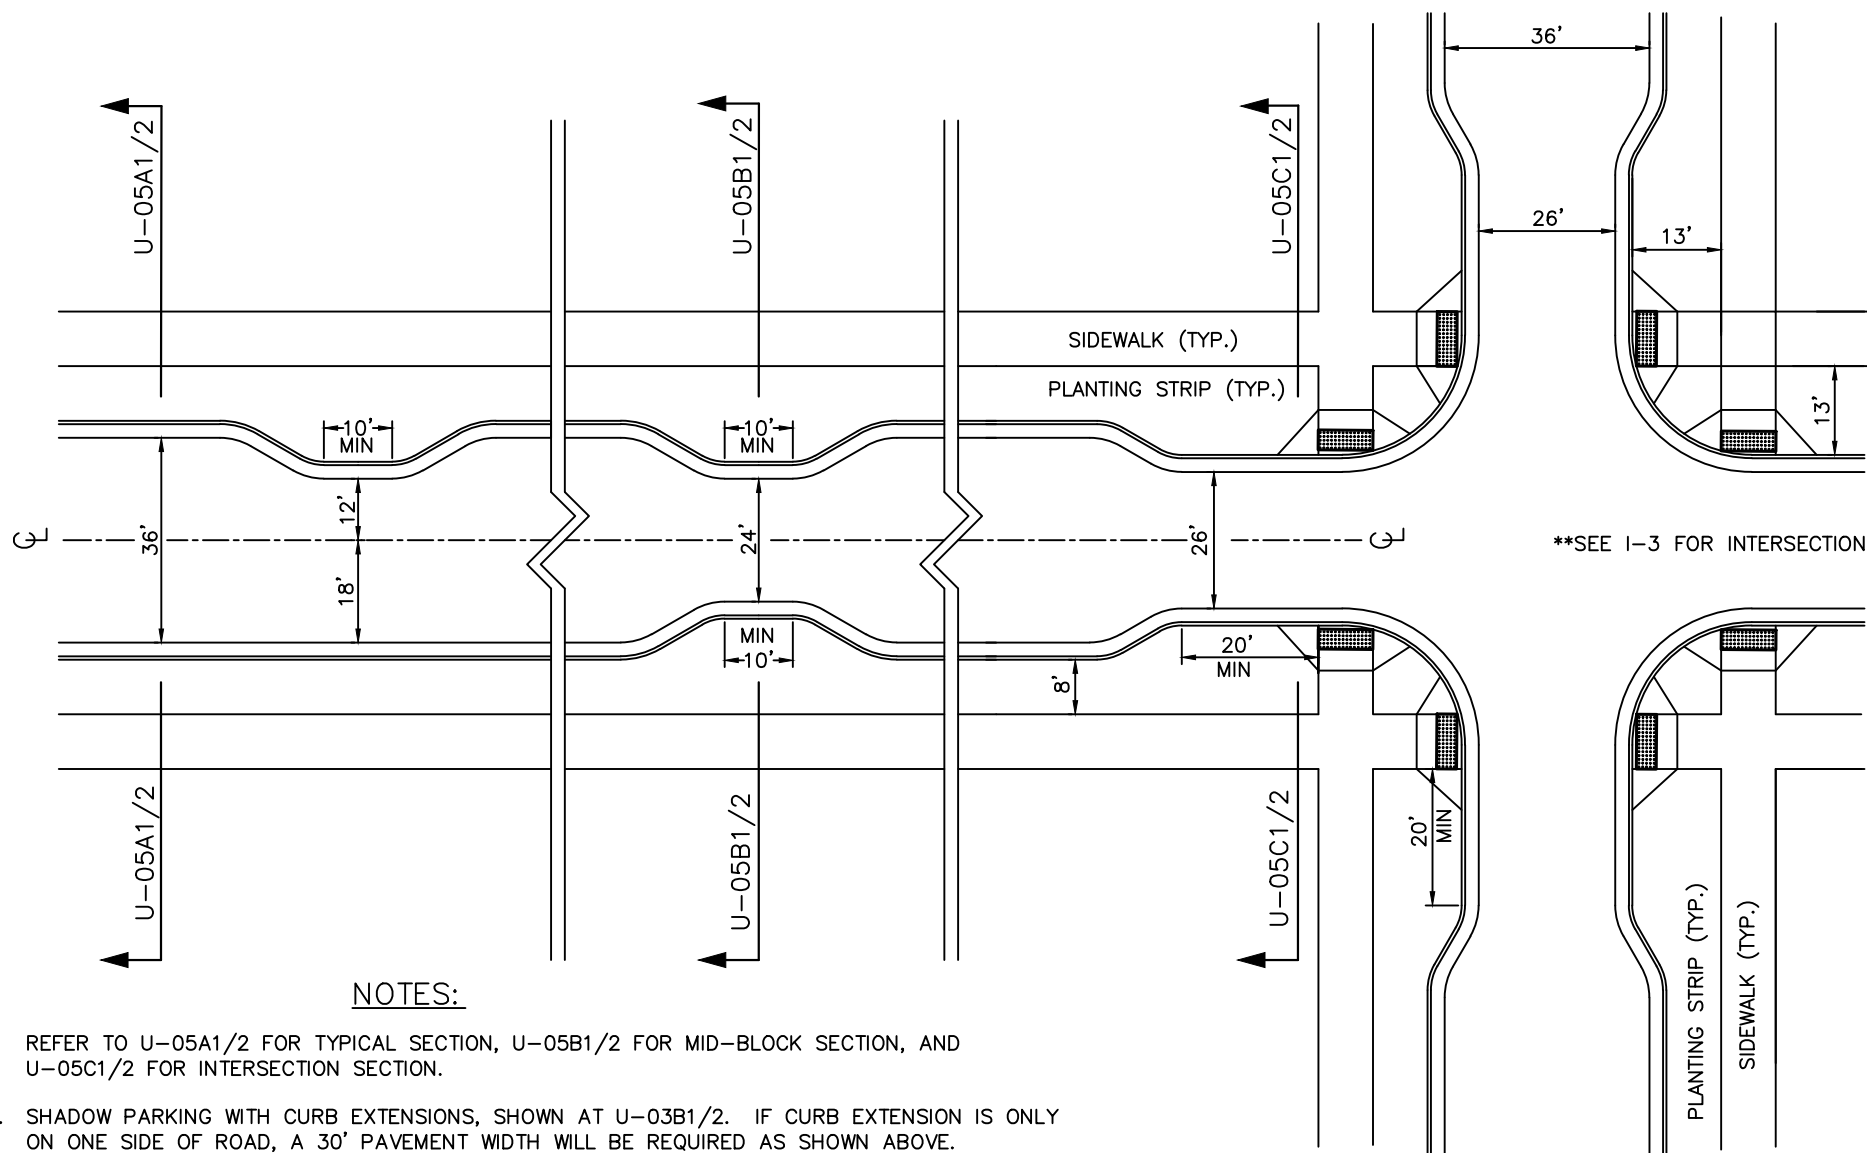 36'
U-05A1/2
U-05B1/2
U-05C1/2
26'
13'
SIDEWALK (TYP.)
PLANTING STRIP (TYP.)
13'
10'
MIN
10'
MIN
12'
36'
24'
26'
CL
CL
**SEE I-3 FOR INTERSECTION
18'
MIN
10'
20'
MIN
8'
U-05A1/2
U-05B1/2
U-05C1/2
20'
MIN
PLANTING STRIP (TYP.)
SIDEWALK (TYP.)
NOTES:
REFER TO U-05A1/2 FOR TYPICAL SECTION, U-05B1/2 FOR MID-BLOCK SECTION, AND
U-05C1/2 FOR INTERSECTION SECTION.
. SHADOW PARKING WITH CURB EXTENSIONS, SHOWN AT U-03B1/2. IF CURB EXTENSION IS ONLY
ON ONE SIDE OF ROAD, A 30' PAVEMENT WIDTH WILL BE REQUIRED AS SHOWN ABOVE.